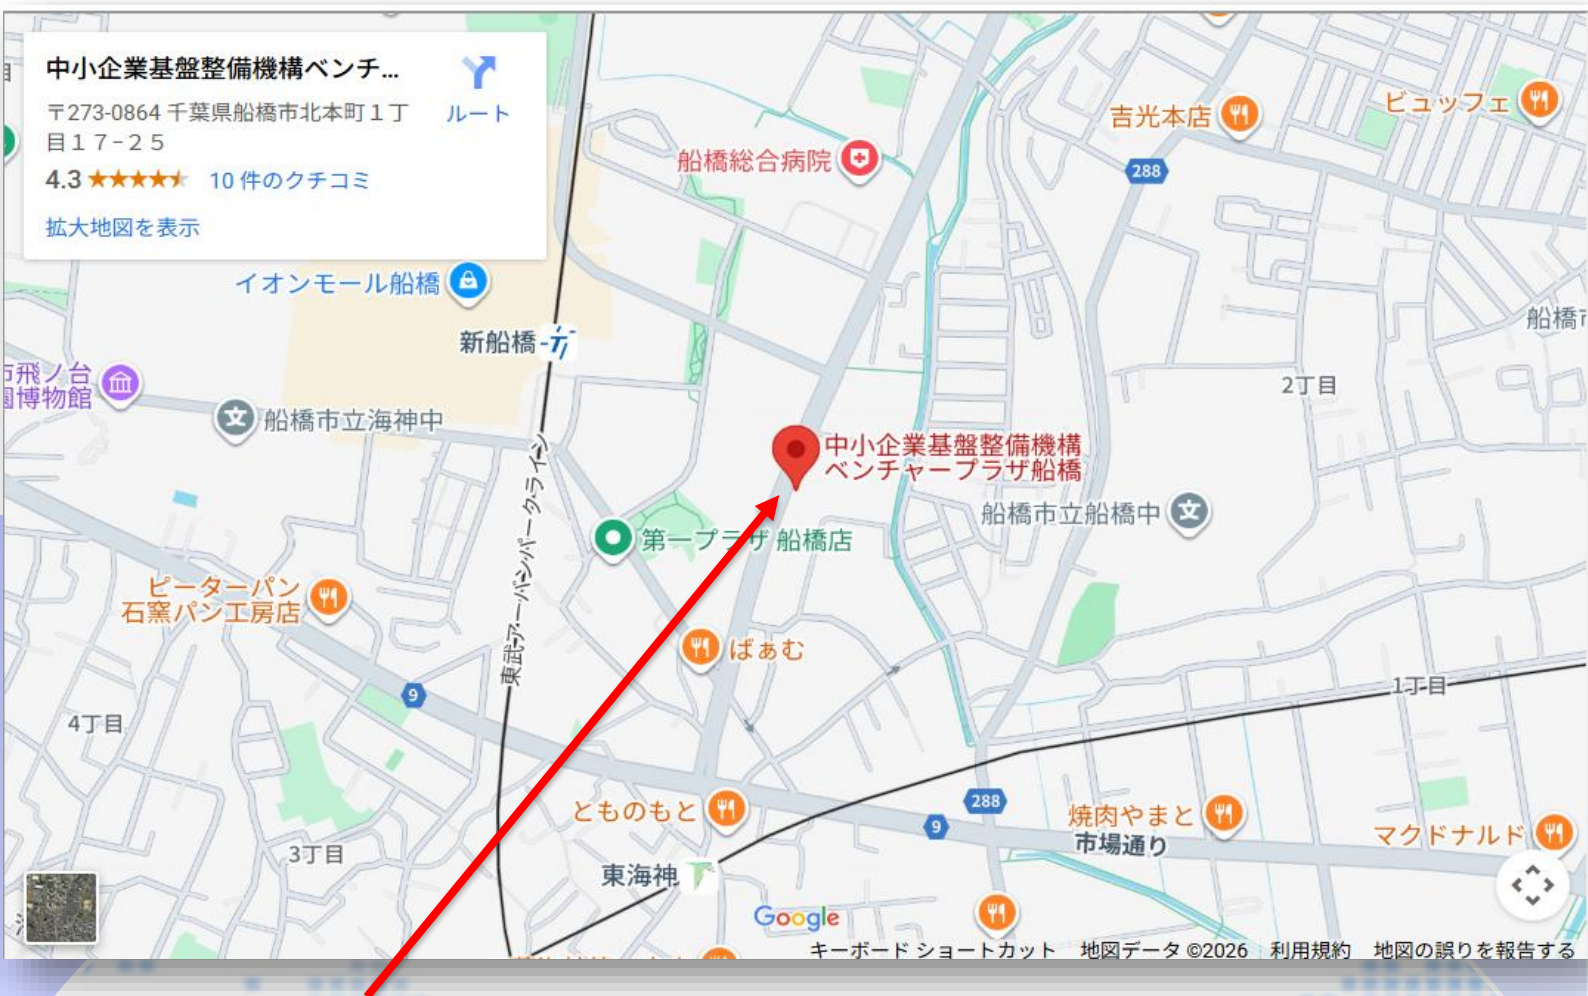 中小企業基盤整備機構ベンチ...
ルート
〒273-0864 千葉県船橋市北本町１丁
目１７−２５
4.3
10 件のクチコミ
拡大地図を表示
吉光本店
ビュッフェ
船橋総合病院
288
イオンモール船橋
新船橋
船橋市
市飛ノ台
園博物館
船橋市立海神中
2丁目
中小企業基盤整備機構
ベンチャープラザ船橋
東武アーバンパークライン
船橋市立船橋中
第一プラザ 船橋店
ピーターパン
石窯パン工房店
ばぁむ
9
1丁目
4丁目
とものもと
288
9
焼肉やまと
市場通り
マクドナルド
3丁目
東海神
Google
キーボード ショートカット
地図データ ©2026
利用規約
地図の誤りを報告する